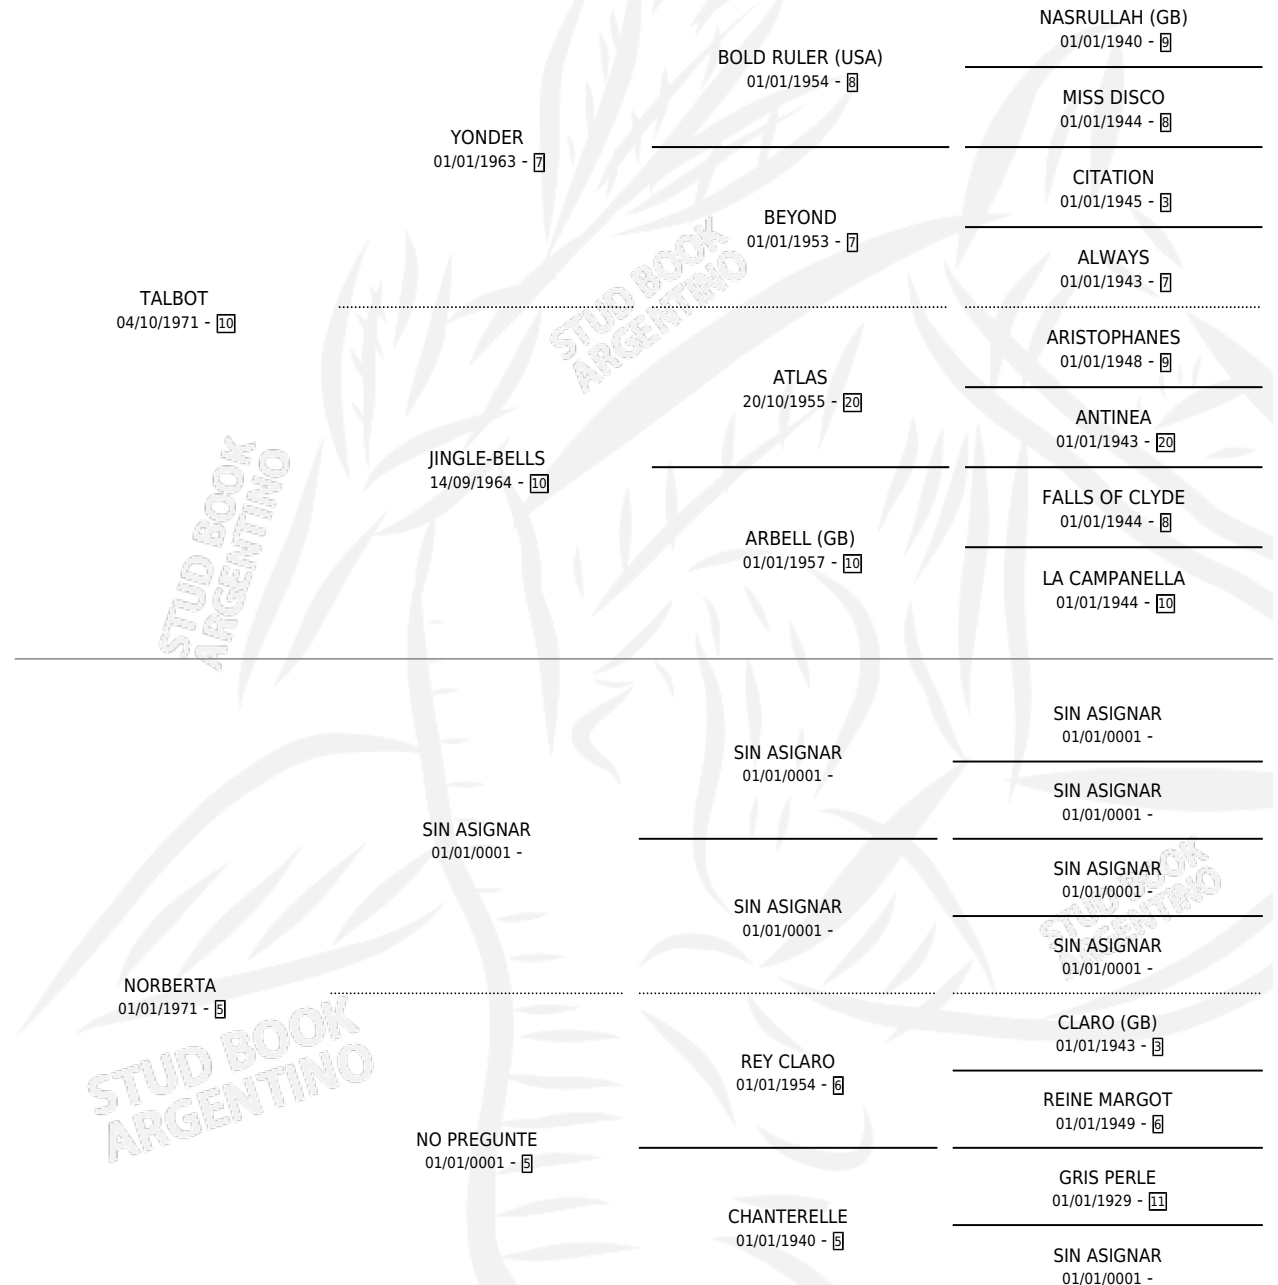 NASRULLAH (GB)
01/01/1940 - 9
BOLD RULER (USA)
01/01/1954 - 8
MISS DISCO
01/01/1944 - 8
YONDER
01/01/1963 - 7
CITATION
01/01/1945 - 3
BEYOND
01/01/1953 - 7
ALWAYS
01/01/1943 - 7
TALBOT
04/10/1971 - 10
ARISTOPHANES
01/01/1948 - 9
ATLAS
20/10/1955 - 20
ANTINEA
01/01/1943 - 20
JINGLE-BELLS
14/09/1964 - 10
FALLS OF CLYDE
01/01/1944 - 8
ARBELL (GB)
01/01/1957 - 10
LA CAMPANELLA
01/01/1944 - 10
SIN ASIGNAR
01/01/0001 -
SIN ASIGNAR
01/01/0001 -
SIN ASIGNAR
01/01/0001 -
SIN ASIGNAR
01/01/0001 -
SIN ASIGNAR
01/01/0001 -
SIN ASIGNAR
01/01/0001 -
SIN ASIGNAR
01/01/0001 -
NORBERTA
01/01/1971 - 5
CLARO (GB)
01/01/1943 - 3
REY CLARO
01/01/1954 - 6
REINE MARGOT
01/01/1949 - 6
NO PREGUNTE
01/01/0001 - 5
GRIS PERLE
01/01/1929 - 11
CHANTERELLE
01/01/1940 - 5
SIN ASIGNAR
01/01/0001 -
STUD BOOK
ARGENTINO
STUD BOOK
ARGENTINO
STUD BOOK
ARGENTINO
STUD BOOK
ARGENTINO